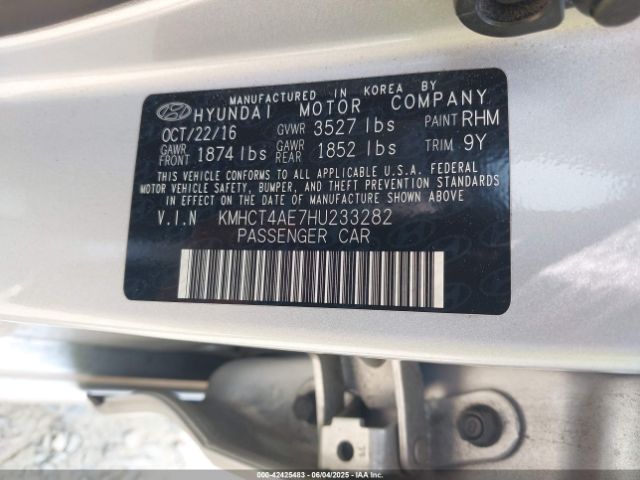 MANUFACTURED IN KOREA BY
HYUNDAI MOTOR COMPANY
OCT/22/16 GVWR 3527 lbs PAINT RHM
GAWR FRONT 1874 lbs GAWR REAR 1852 lbs TRIM 9Y
THIS VEHICLE CONFORMS TO ALL APPLICABLE U.S.A. FEDERAL
MOTOR VEHICLE SAFETY, BUMPER, AND THEFT PREVENTION STANDARDS
IN EFFECT ON THE DATE OF MANUFACTURE SHOWN ABOVE.
V.I.N KMHCT4AE7HU233282
PASSENGER CAR
000-42425483 - 06/04/2025 - IAA Inc.